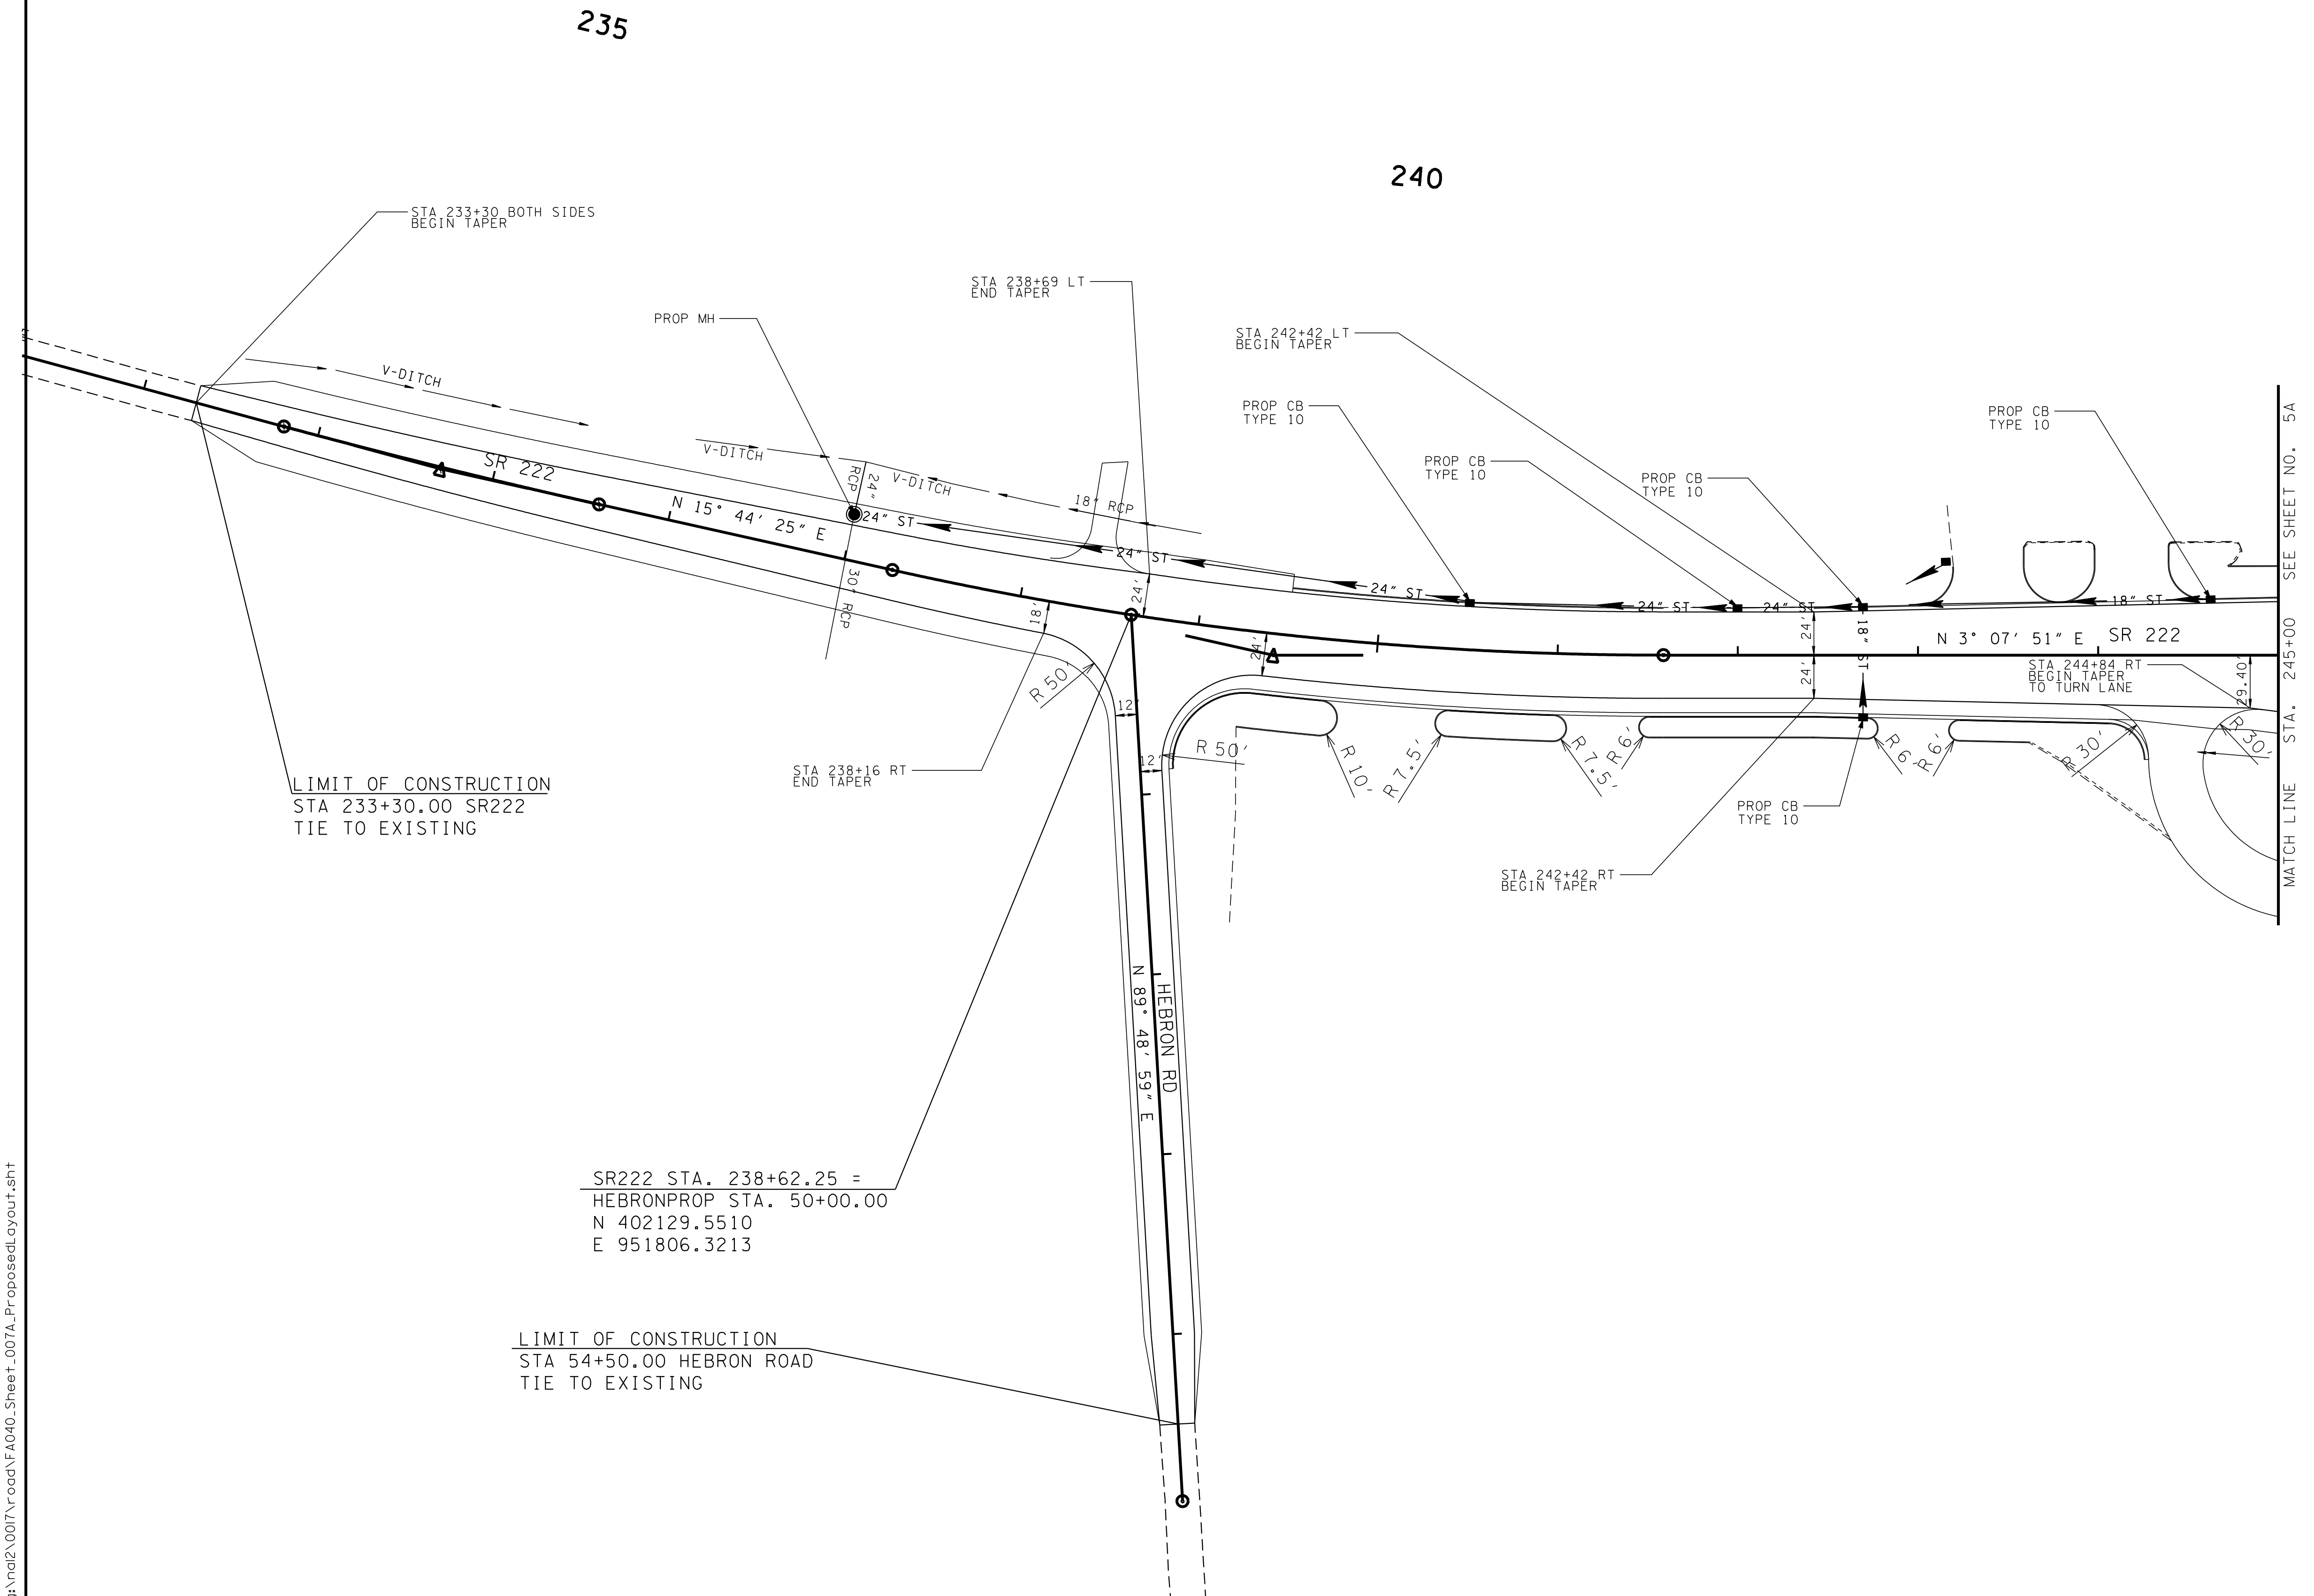 235
240
STA 233+30 BOTH SIDES
BEGIN TAPER
STA 238+69 LT
END TAPER
PROP MH
STA 242+42 LT
BEGIN TAPER
PROP CB
TYPE 10
PROP CB
TYPE 10
PROP CB
TYPE 10
PROP CB
TYPE 10
V-DITCH
V-DITCH
V-DITCH
SR 222
N 15° 44' 25" E
24"
RCP
24" ST
18" RCP
24" ST
24" ST
24" ST
24" ST
18" ST
18" ST
30" RCP
18'
24'
24'
24'
24'
N 3° 07' 51" E
SR 222
STA 244+84 RT
BEGIN TAPER
TO TURN LANE
29.40'
R 50'
12'
12'
R 50'
R 10'
R 7.5'
R 7.5'
R 6'
R 6'
R 6'
R 30'
R 30'
STA 238+16 RT
END TAPER
PROP CB
TYPE 10
STA 242+42 RT
BEGIN TAPER
LIMIT OF CONSTRUCTION
STA 233+30.00 SR222
TIE TO EXISTING
N 89° 48' 59" E
HEBRON RD
SR222 STA. 238+62.25 =
HEBRONPROP STA. 50+00.00
N 402129.5510
E 951806.3213
LIMIT OF CONSTRUCTION
STA 54+50.00 HEBRON ROAD
TIE TO EXISTING
MATCH LINE STA. 245+00 SEE SHEET NO. 5A
g:\na12\0017\road\FA040_Sheet_007A_ProposedLayout.sht